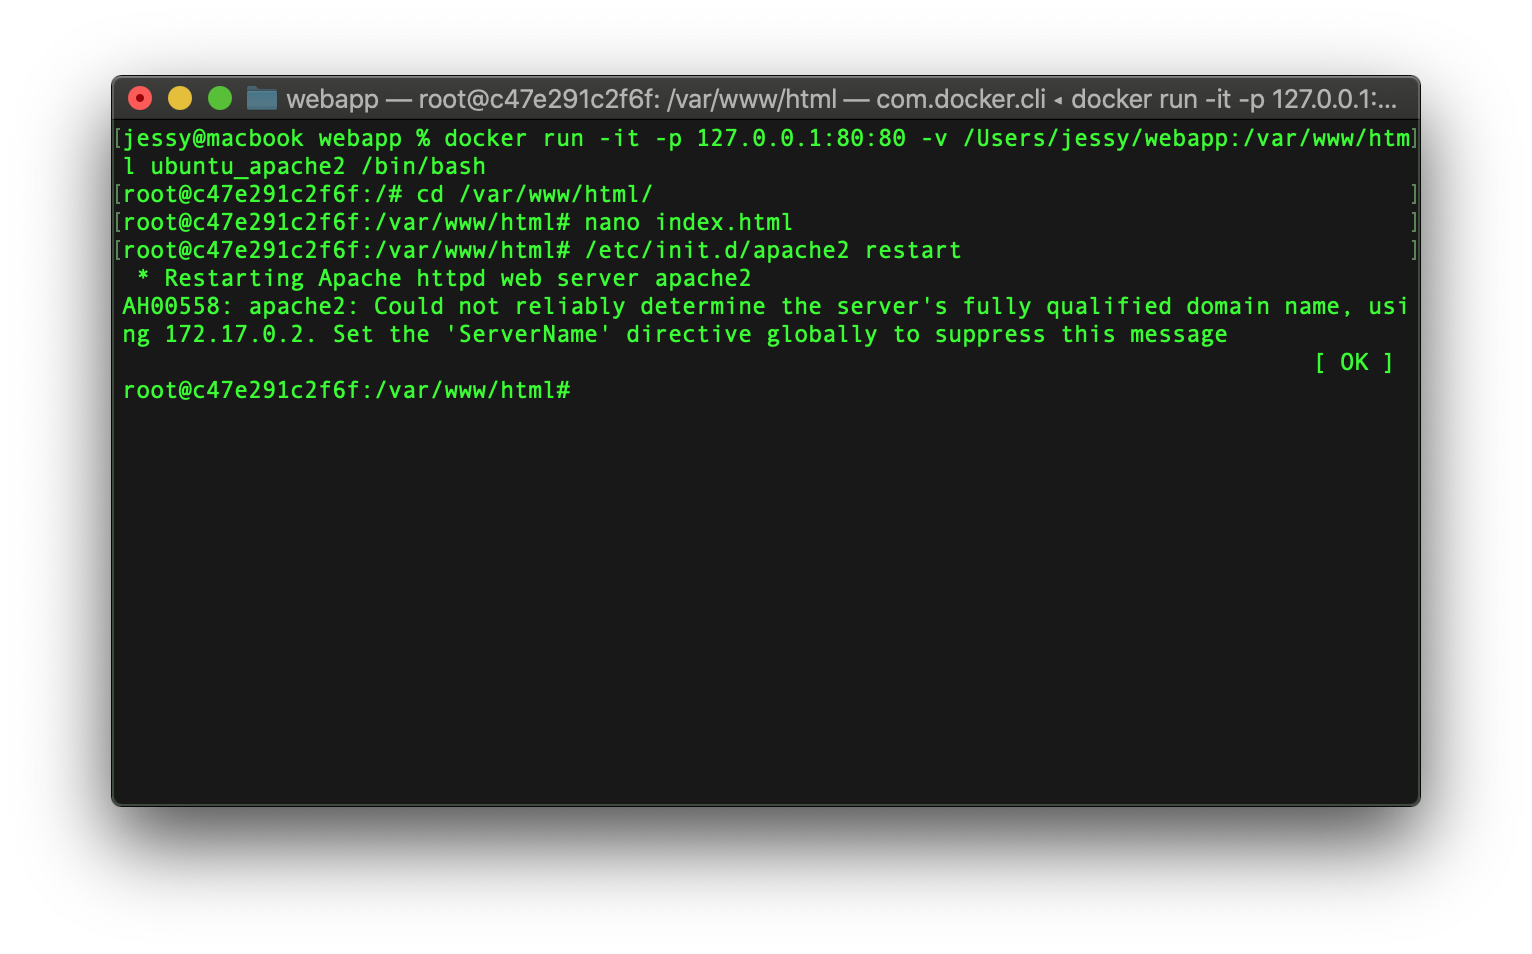 webapp — root@c47e291c2f6f: /var/www/html — com.docker.cli ◂ docker run -it -p 127.0.0.1:...
[jessy@macbook webapp % docker run -it -p 127.0.0.1:80:80 -v /Users/jessy/webapp:/var/www/htm]
l ubuntu_apache2 /bin/bash
[root@c47e291c2f6f:/# cd /var/www/html/ ]
[root@c47e291c2f6f:/var/www/html# nano index.html ]
[root@c47e291c2f6f:/var/www/html# /etc/init.d/apache2 restart ]
* Restarting Apache httpd web server apache2
AH00558: apache2: Could not reliably determine the server's fully qualified domain name, usi
ng 172.17.0.2. Set the 'ServerName' directive globally to suppress this message
[ OK ]
root@c47e291c2f6f:/var/www/html#